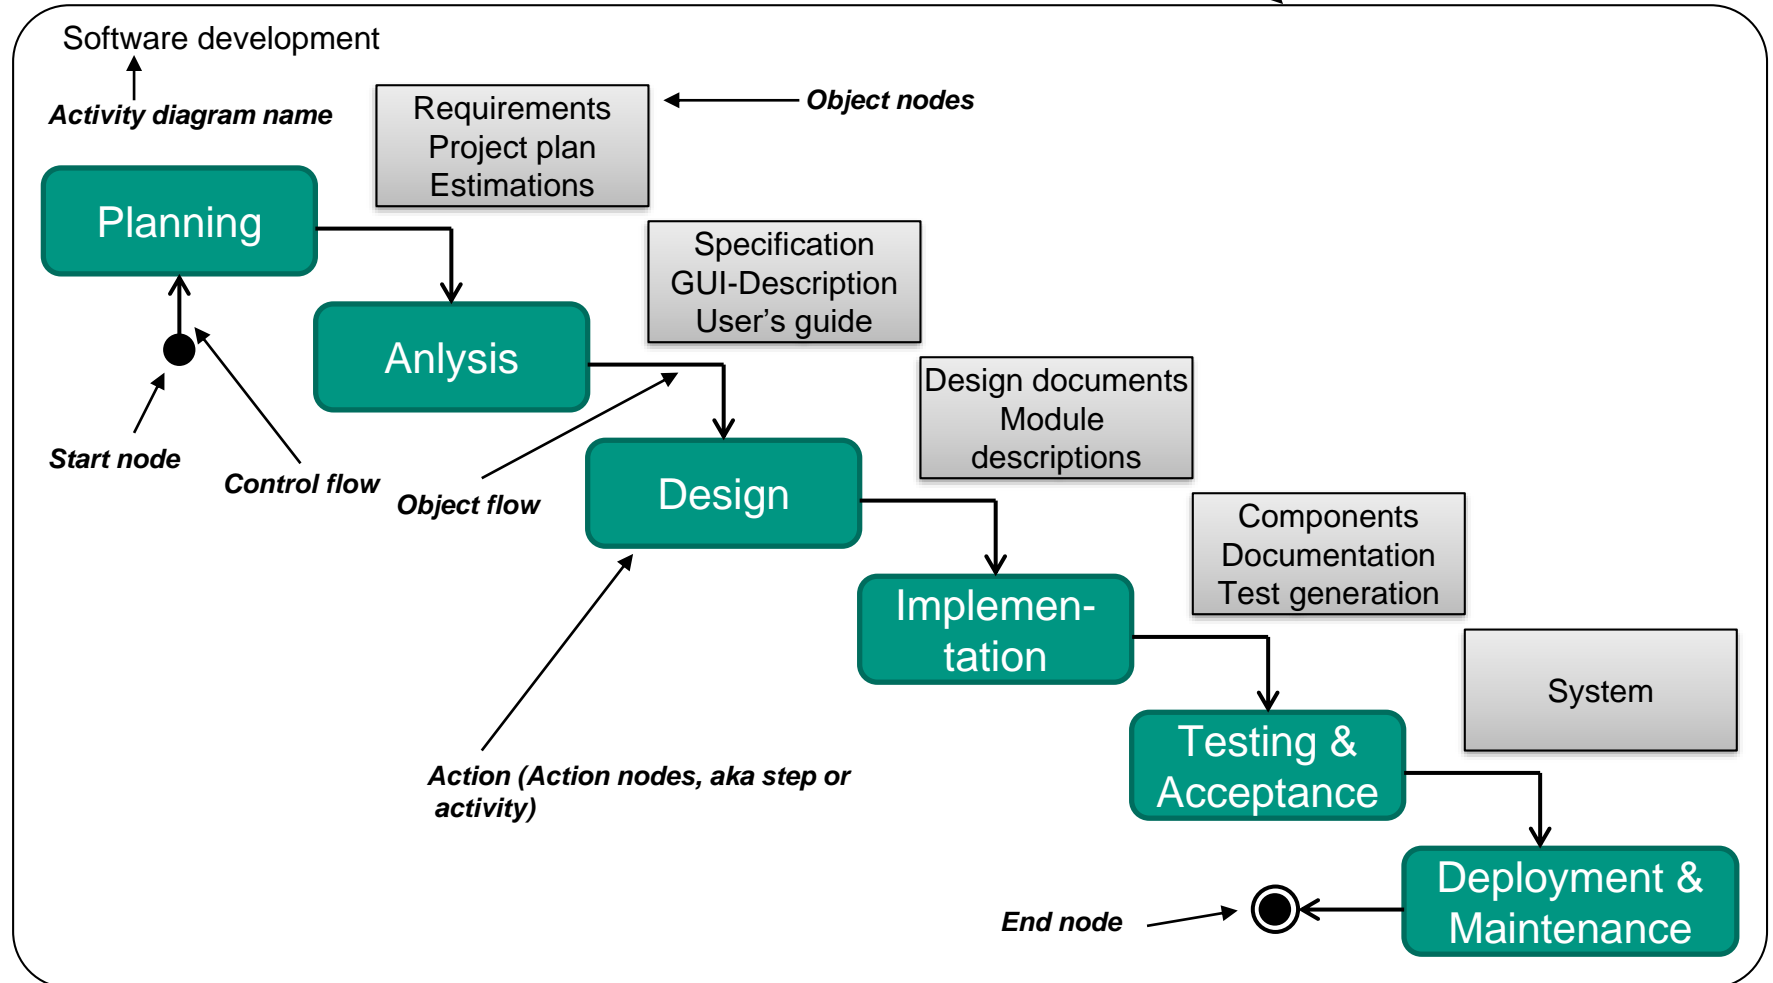 Software development
Activity diagram name
Requirements
Project plan
Estimations
Object nodes
Planning
Specification
GUI-Description
User's guide
Anlysis
Start node
Control flow
Object flow
Design documents
Module
descriptions
Design
Components
Documentation
Test generation
Implemen-
tation
System
Action (Action nodes, aka step or
activity)
Testing &
Acceptance
End node
Deployment &
Maintenance